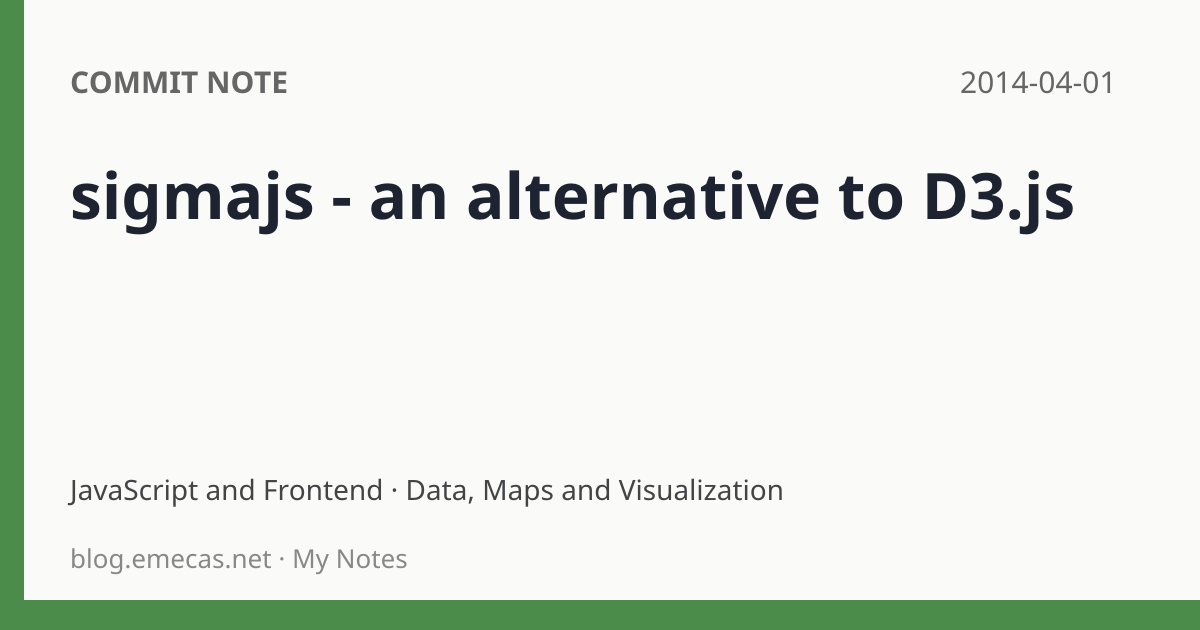 COMMIT NOTE
2014-04-01
sigmajs - an alternative to D3.js
JavaScript and Frontend · Data, Maps and Visualization
blog.emecas.net · My Notes